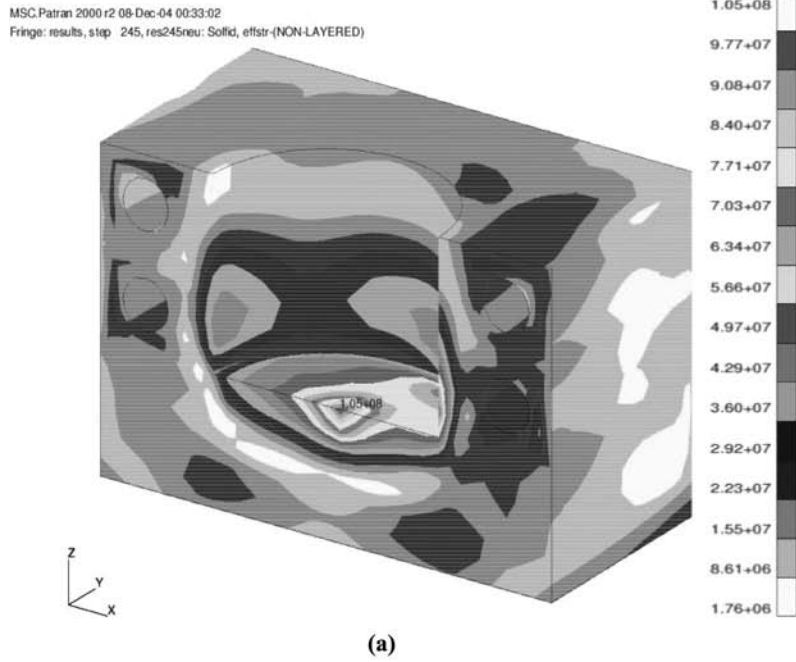 MSC.Patran 2000 r2 08-Dec-04 00:33:02
Fringe: results, step 245, res245neu: Solfid, effstr-(NON-LAYERED)
1.05+08
9.77+07
9.08+07
8.40+07
7.71+07
7.03+07
6.34+07
5.66+07
4.97+07
4.29+07
3.60+07
2.92+07
2.23+07
1.55+07
8.61+06
1.76+06
1.05+08
Z
Y
X
(a)